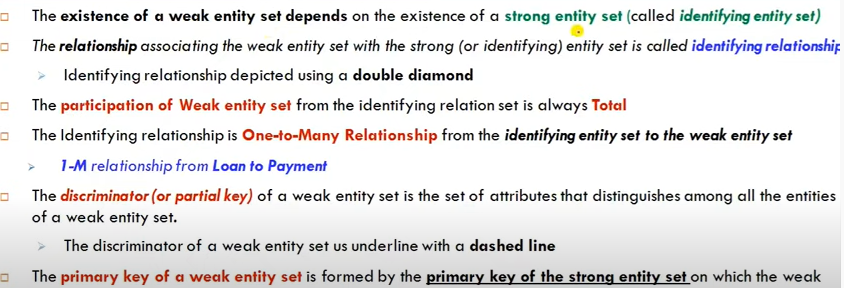 The existence of a weak entity set depends on the existence of a strong entity set (called identifying entity set)
The relationship associating the weak entity set with the strong (or identifying) entity set is called identifying relationship
Identifying relationship depicted using a double diamond
The participation of Weak entity set from the identifying relation set is always Total
The Identifying relationship is One-to-Many Relationship from the identifying entity set to the weak entity set
1-M relationship from Loan to Payment
The discriminator (or partial key) of a weak entity set is the set of attributes that distinguishes among all the entities
of a weak entity set.
The discriminator of a weak entity set us underline with a dashed line
The primary key of a weak entity set is formed by the primary key of the strong entity set on which the weak